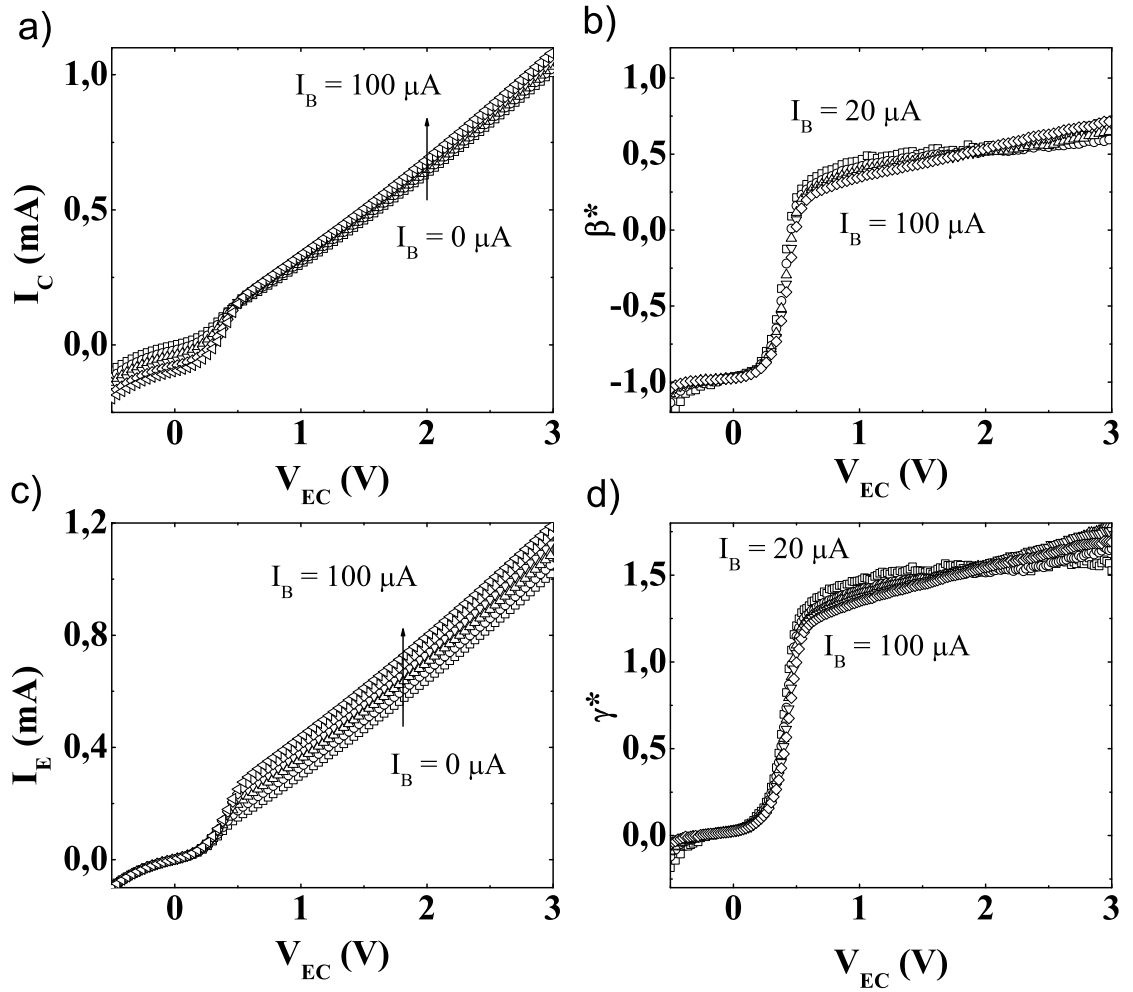 a)
1,0
0,5
0,0
I_C (mA)
I_B = 100 μA
I_B = 0 μA
0 1 2 3
V_EC (V)
b)
1,0
0,5
0,0
-0,5
-1,0
β*
I_B = 20 μA
I_B = 100 μA
0 1 2 3
V_EC (V)
c)
1,2
0,8
0,4
0,0
I_E (mA)
I_B = 100 μA
I_B = 0 μA
0 1 2 3
V_EC (V)
d)
1,5
1,0
0,5
0,0
γ*
I_B = 20 μA
I_B = 100 μA
0 1 2 3
V_EC (V)